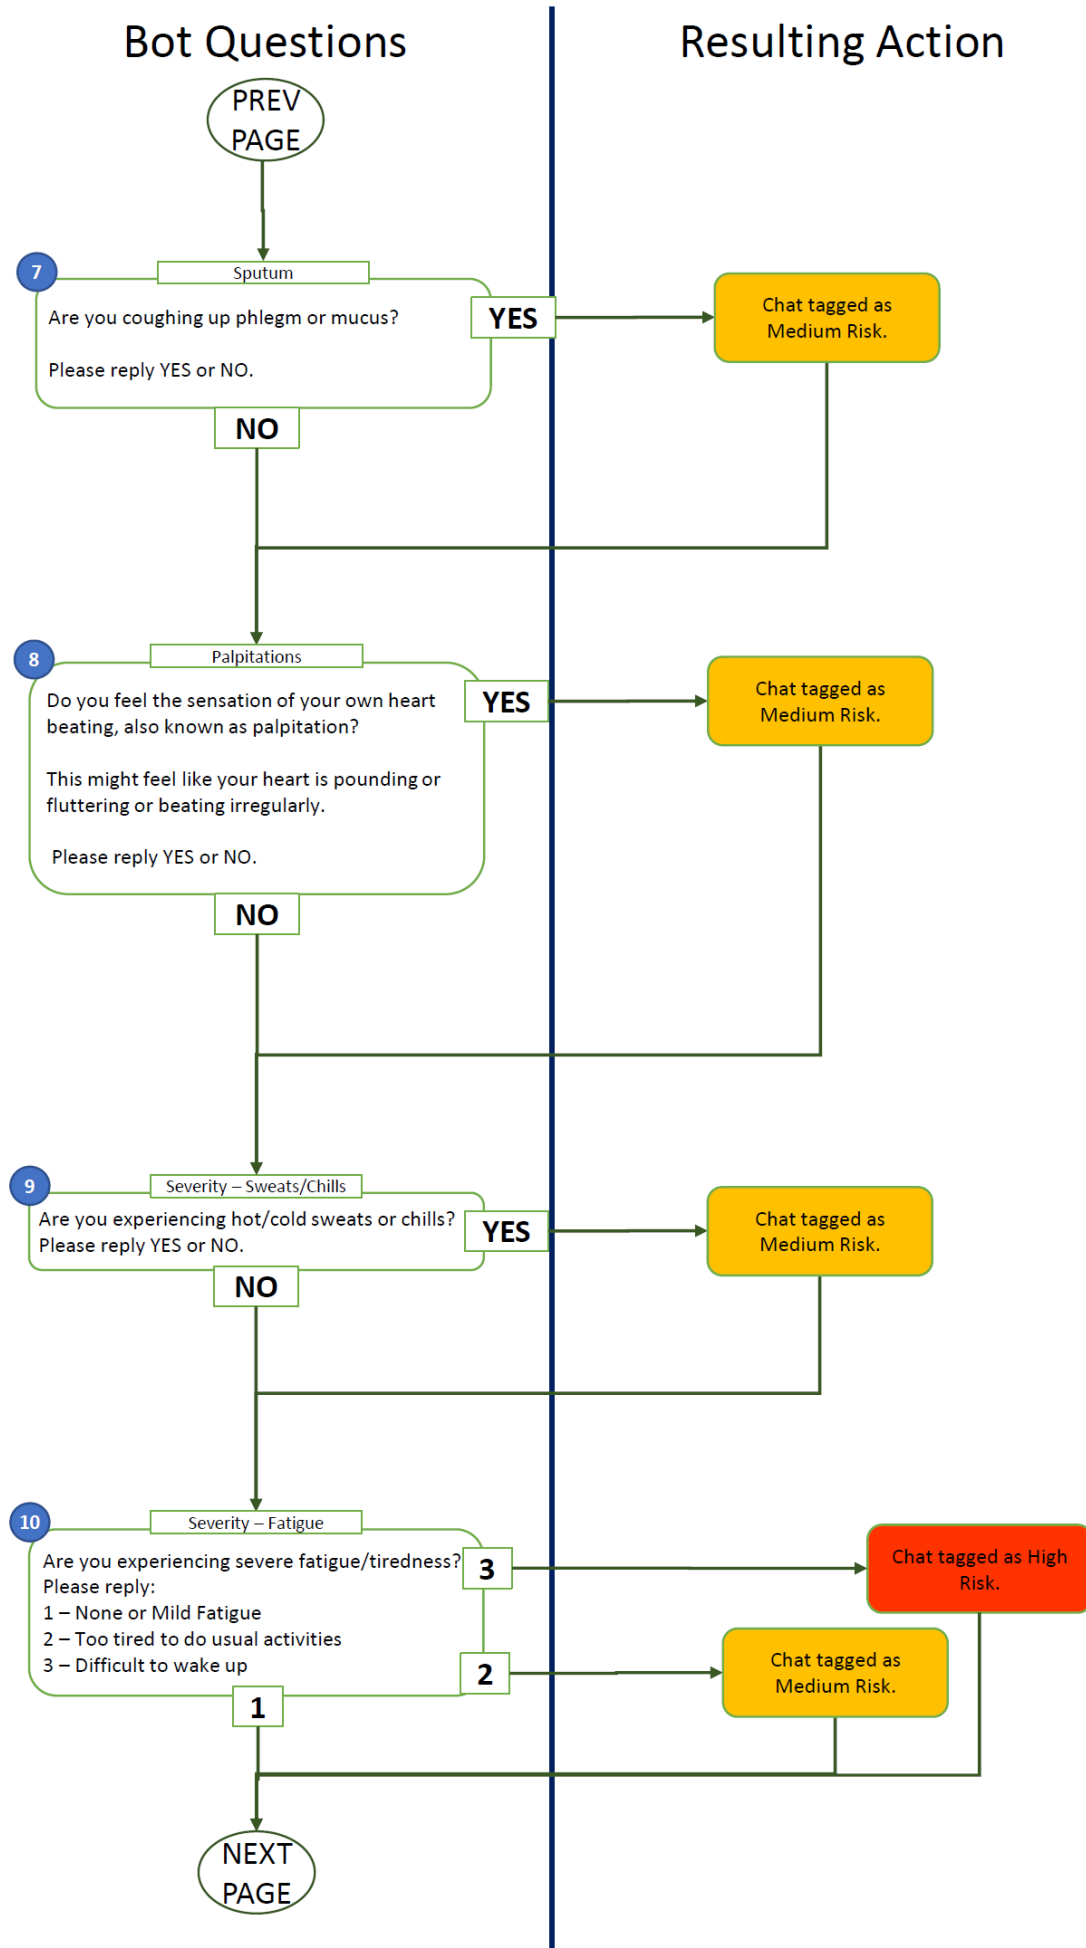 Bot Questions
Resulting Action
PREV
PAGE
7
Sputum
Are you coughing up phlegm or mucus?
Please reply YES or NO.
YES
Chat tagged as
Medium Risk.
NO
8
Palpitations
Do you feel the sensation of your own heart
beating, also known as palpitation?
This might feel like your heart is pounding or
fluttering or beating irregularly.
Please reply YES or NO.
YES
Chat tagged as
Medium Risk.
NO
9
Severity – Sweats/Chills
Are you experiencing hot/cold sweats or chills?
Please reply YES or NO.
YES
Chat tagged as
Medium Risk.
NO
10
Severity – Fatigue
Are you experiencing severe fatigue/tiredness?
Please reply:
1 – None or Mild Fatigue
2 – Too tired to do usual activities
3 – Difficult to wake up
3
Chat tagged as High
Risk.
2
Chat tagged as
Medium Risk.
1
NEXT
PAGE